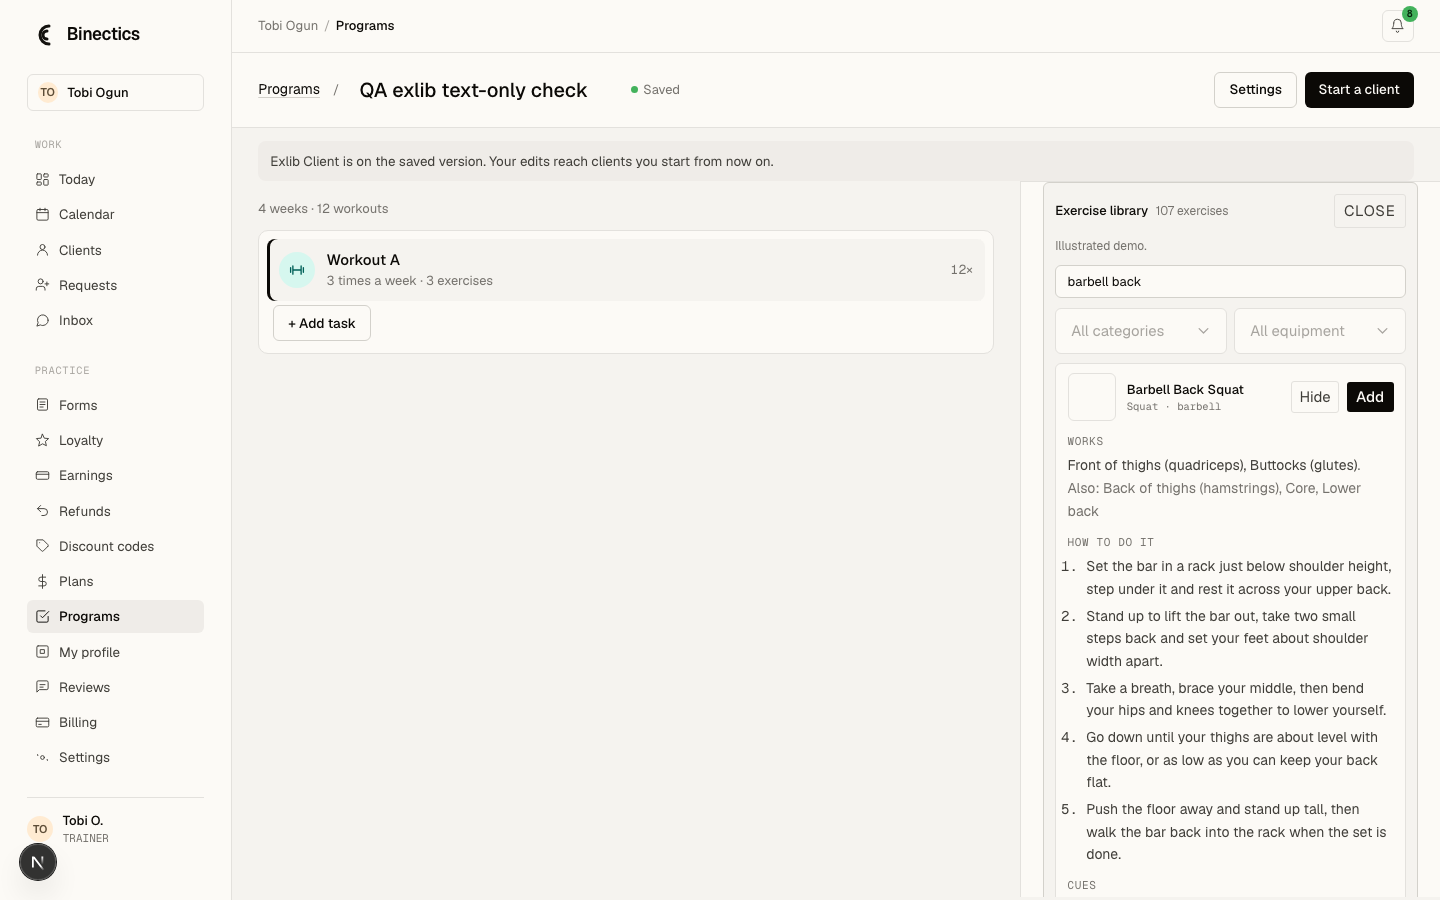 Binectics
TO Tobi Ogun
WORK
Today
Calendar
Clients
Requests
Inbox
PRACTICE
Forms
Loyalty
Earnings
Refunds
Discount codes
Plans
Programs
My profile
Reviews
Billing
Settings
TO Tobi O.
TRAINER
N
Tobi Ogun / Programs
8
Programs / QA exlib text-only check
Saved
Settings
Start a client
Exlib Client is on the saved version. Your edits reach clients you start from now on.
4 weeks · 12 workouts
Workout A
3 times a week · 3 exercises
12×
+ Add task
Exercise library 107 exercises
CLOSE
Illustrated demo.
barbell back
All categories
All equipment
Barbell Back Squat
Squat · barbell
Hide
Add
WORKS
Front of thighs (quadriceps), Buttocks (glutes).
Also: Back of thighs (hamstrings), Core, Lower
back
HOW TO DO IT
1. Set the bar in a rack just below shoulder height,
step under it and rest it across your upper back.
2. Stand up to lift the bar out, take two small
steps back and set your feet about shoulder
width apart.
3. Take a breath, brace your middle, then bend
your hips and knees together to lower yourself.
4. Go down until your thighs are about level with
the floor, or as low as you can keep your back
flat.
5. Push the floor away and stand up tall, then
walk the bar back into the rack when the set is
done.
CUES